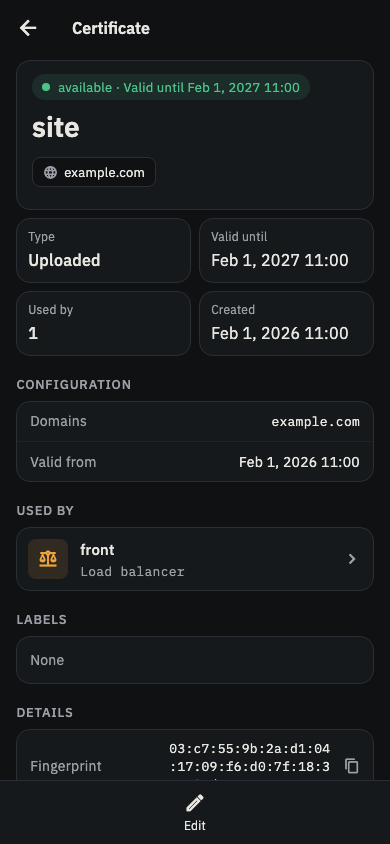 Certificate
available · Valid until Feb 1, 2027 11:00
site
example.com
Type
Uploaded
Valid until
Feb 1, 2027 11:00
Used by
1
Created
Feb 1, 2026 11:00
CONFIGURATION
Domains
example.com
Valid from
Feb 1, 2026 11:00
USED BY
front
Load balancer
LABELS
None
DETAILS
Fingerprint
03:c7:55:9b:2a:d1:04
:17:09:f6:d0:7f:18:3
Edit